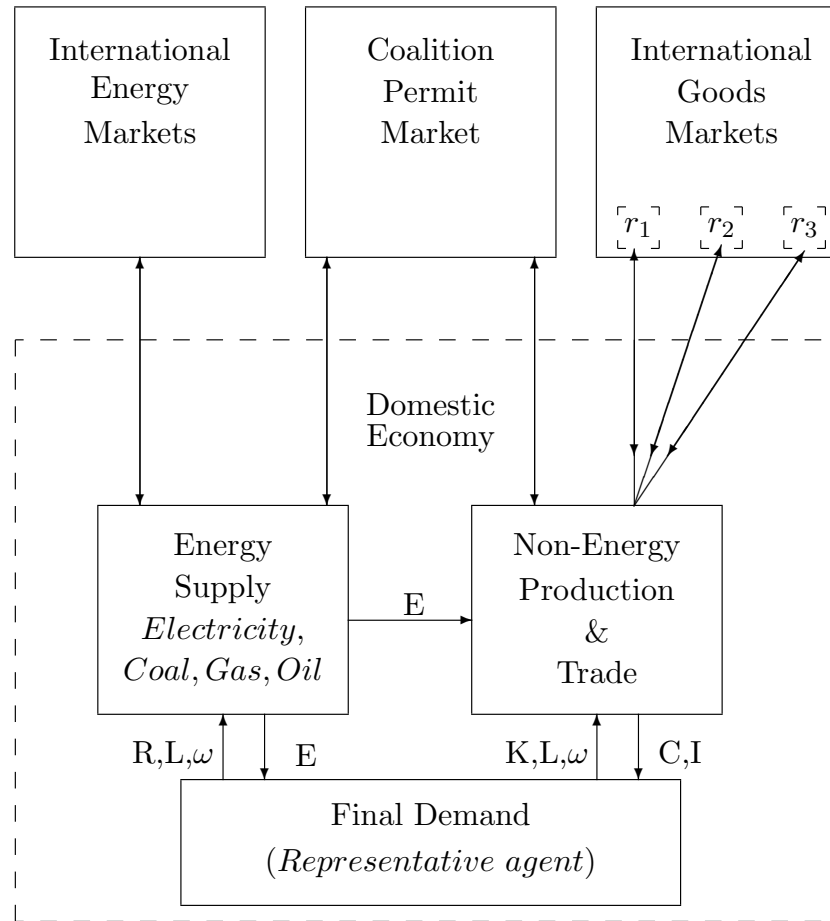 International
Energy
Markets
Coalition
Permit
Market
International
Goods
Markets
r1
r2
r3
Domestic
Economy
Energy
Supply
Electricity,
Coal, Gas, Oil
E
Non-Energy
Production
&
Trade
R,L,ω
E
K,L,ω
C,I
Final Demand
(Representative agent)